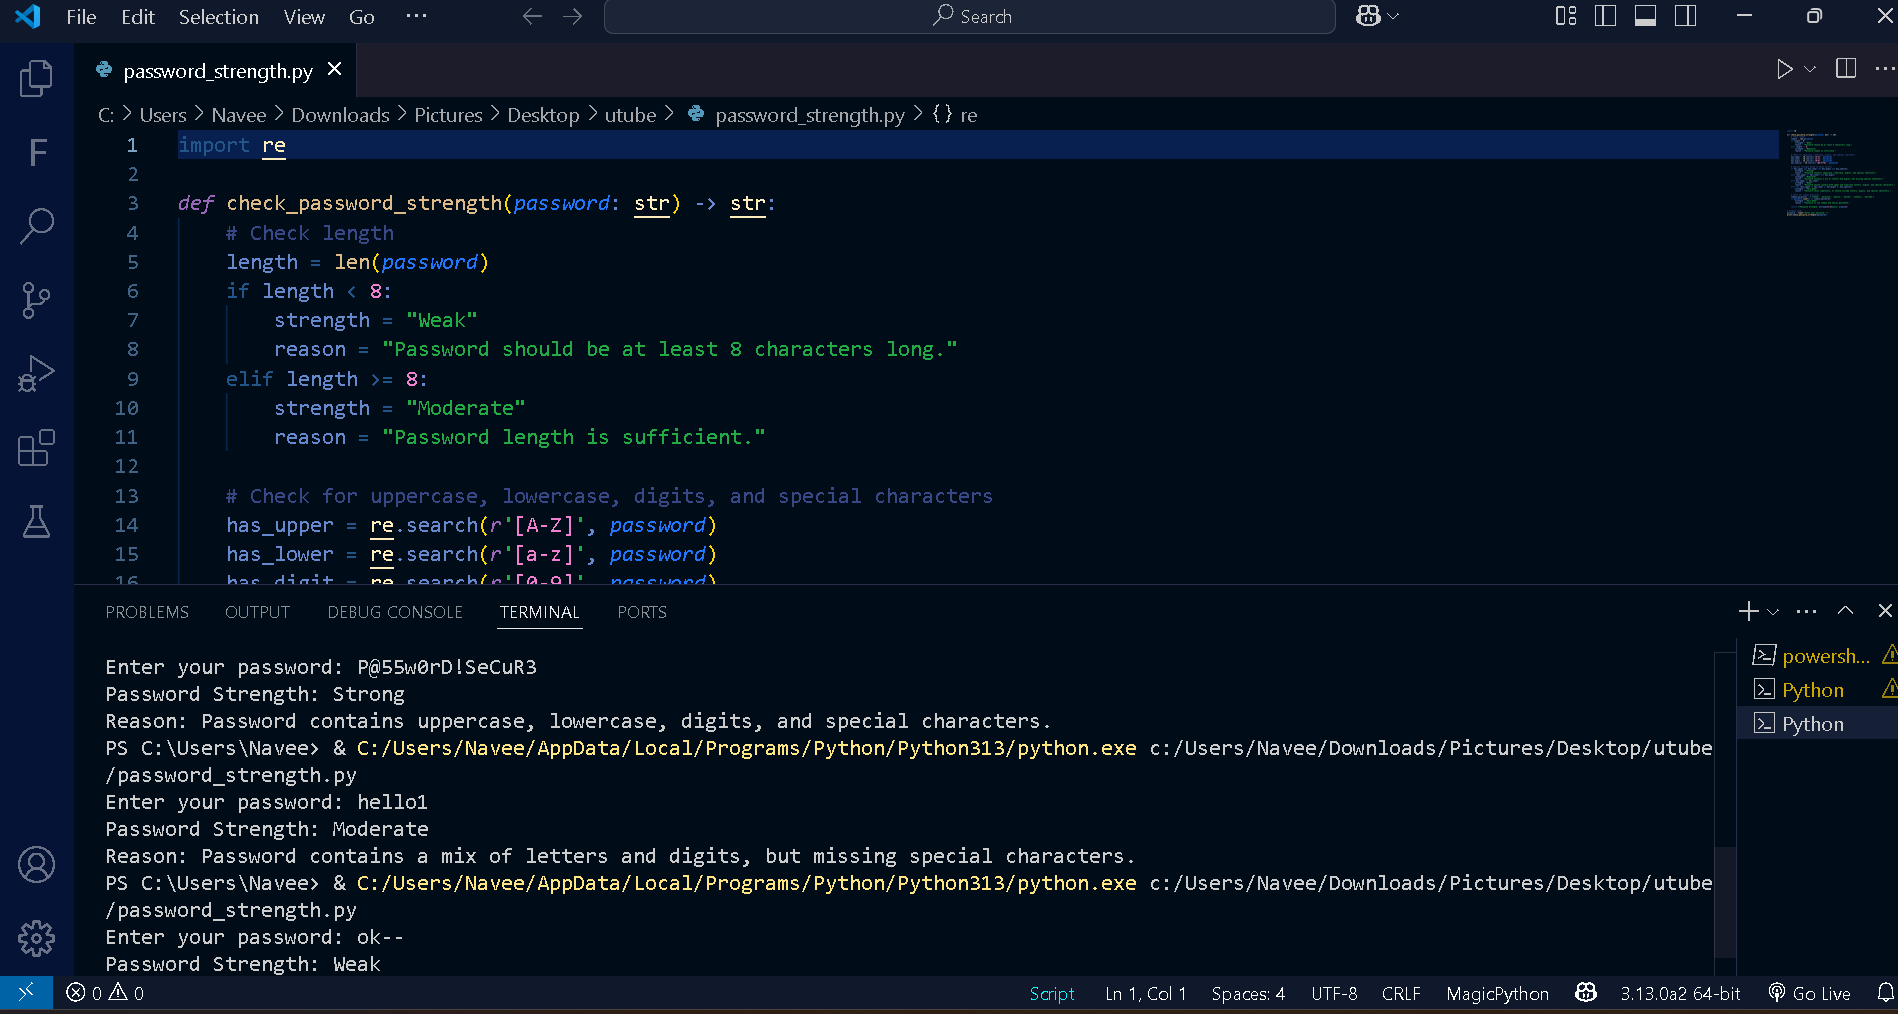 File Edit Selection View Go ··· Search
password_strength.py
C: > Users > Navee > Downloads > Pictures > Desktop > utube > password_strength.py > {} re
1 import re
2
3 def check_password_strength(password: str) -> str:
4 # Check length
5 length = len(password)
6 if length < 8:
7 strength = "Weak"
8 reason = "Password should be at least 8 characters long."
9 elif length >= 8:
10 strength = "Moderate"
11 reason = "Password length is sufficient."
12
13 # Check for uppercase, lowercase, digits, and special characters
14 has_upper = re.search(r'[A-Z]', password)
15 has_lower = re.search(r'[a-z]', password)
16 has_digit = re.search(r'[0-9]', password)
PROBLEMS OUTPUT DEBUG CONSOLE TERMINAL PORTS
Enter your password: P@55w0rD!SeCuR3
Password Strength: Strong
Reason: Password contains uppercase, lowercase, digits, and special characters.
PS C:\Users\Navee> & C:/Users/Navee/AppData/Local/Programs/Python/Python313/python.exe c:/Users/Navee/Downloads/Pictures/Desktop/utube
/password_strength.py
Enter your password: hello1
Password Strength: Moderate
Reason: Password contains a mix of letters and digits, but missing special characters.
PS C:\Users\Navee> & C:/Users/Navee/AppData/Local/Programs/Python/Python313/python.exe c:/Users/Navee/Downloads/Pictures/Desktop/utube
/password_strength.py
Enter your password: ok--
Password Strength: Weak
powersh...
Python
Python
0 0 Script Ln 1, Col 1 Spaces: 4 UTF-8 CRLF MagicPython 3.13.0a2 64-bit Go Live